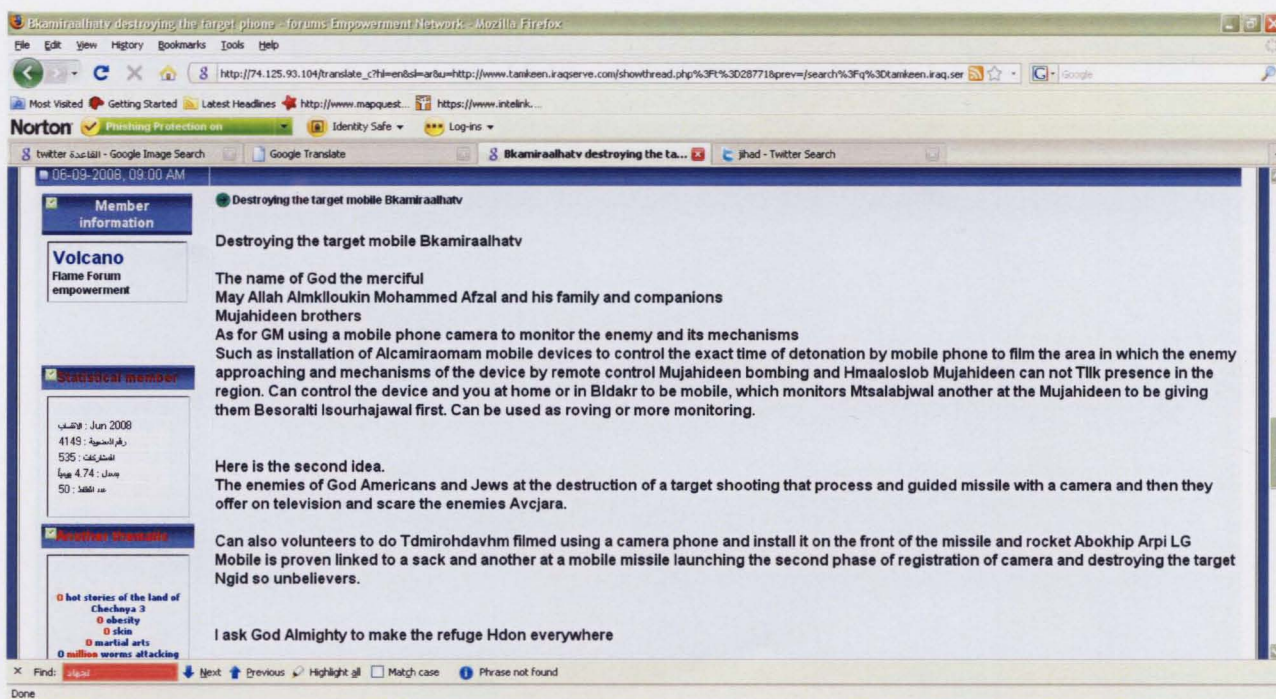 Bkamiraalhatv destroying the target phone - forums Empowerment Network - Mozilla Firefox
File Edit View History Bookmarks Tools Help
http://74.125.93.104/translate_c?hl=en&sl=ar&u=http://www.tamkeen.iraqserve.com/showthread.php%3Ft%3D28771&prev=/search%3Fq%3Dtamkeen.iraq.ser
Google
Most Visited Getting Started Latest Headlines http://www.mapquest... https://www.intelink....
Norton Phishing Protection on Identity Safe Log-ins
twitter القاعدة - Google Image Search Google Translate Bkamiraalhatv destroying the ta... jihad - Twitter Search
06-09-2008, 09:00 AM
Member information
Volcano
Flame Forum empowerment
Statistical member
Jun 2008 :
رقم العضوية : 4149
المشاركات : 535
بمعدل : 4.74 يومياً
عدد النقاط : 50
0 hot stories of the land of Chechnya 3
0 obesity
0 skin
0 martial arts
0 million worms attacking
Destroying the target mobile Bkamiraalhatv
Destroying the target mobile Bkamiraalhatv
The name of God the merciful
May Allah Almklloukin Mohammed Afzal and his family and companions
Mujahideen brothers
As for GM using a mobile phone camera to monitor the enemy and its mechanisms
Such as installation of Alcamiraomam mobile devices to control the exact time of detonation by mobile phone to film the area in which the enemy
approaching and mechanisms of the device by remote control Mujahideen bombing and Hmaaloslob Mujahideen can not Tllk presence in the
region. Can control the device and you at home or in Bldakr to be mobile, which monitors Mtsalabjwal another at the Mujahideen to be giving
them Besoralti Isourhajawal first. Can be used as roving or more monitoring.
Here is the second idea.
The enemies of God Americans and Jews at the destruction of a target shooting that process and guided missile with a camera and then they
offer on television and scare the enemies Avcjara.
Can also volunteers to do Tdmirohdavhm filmed using a camera phone and install it on the front of the missile and rocket Abokhip Arpi LG
Mobile is proven linked to a sack and another at a mobile missile launching the second phase of registration of camera and destroying the target
Ngid so unbelievers.
I ask God Almighty to make the refuge Hdon everywhere
Find: Next Previous Highlight all Match case Phrase not found
Done